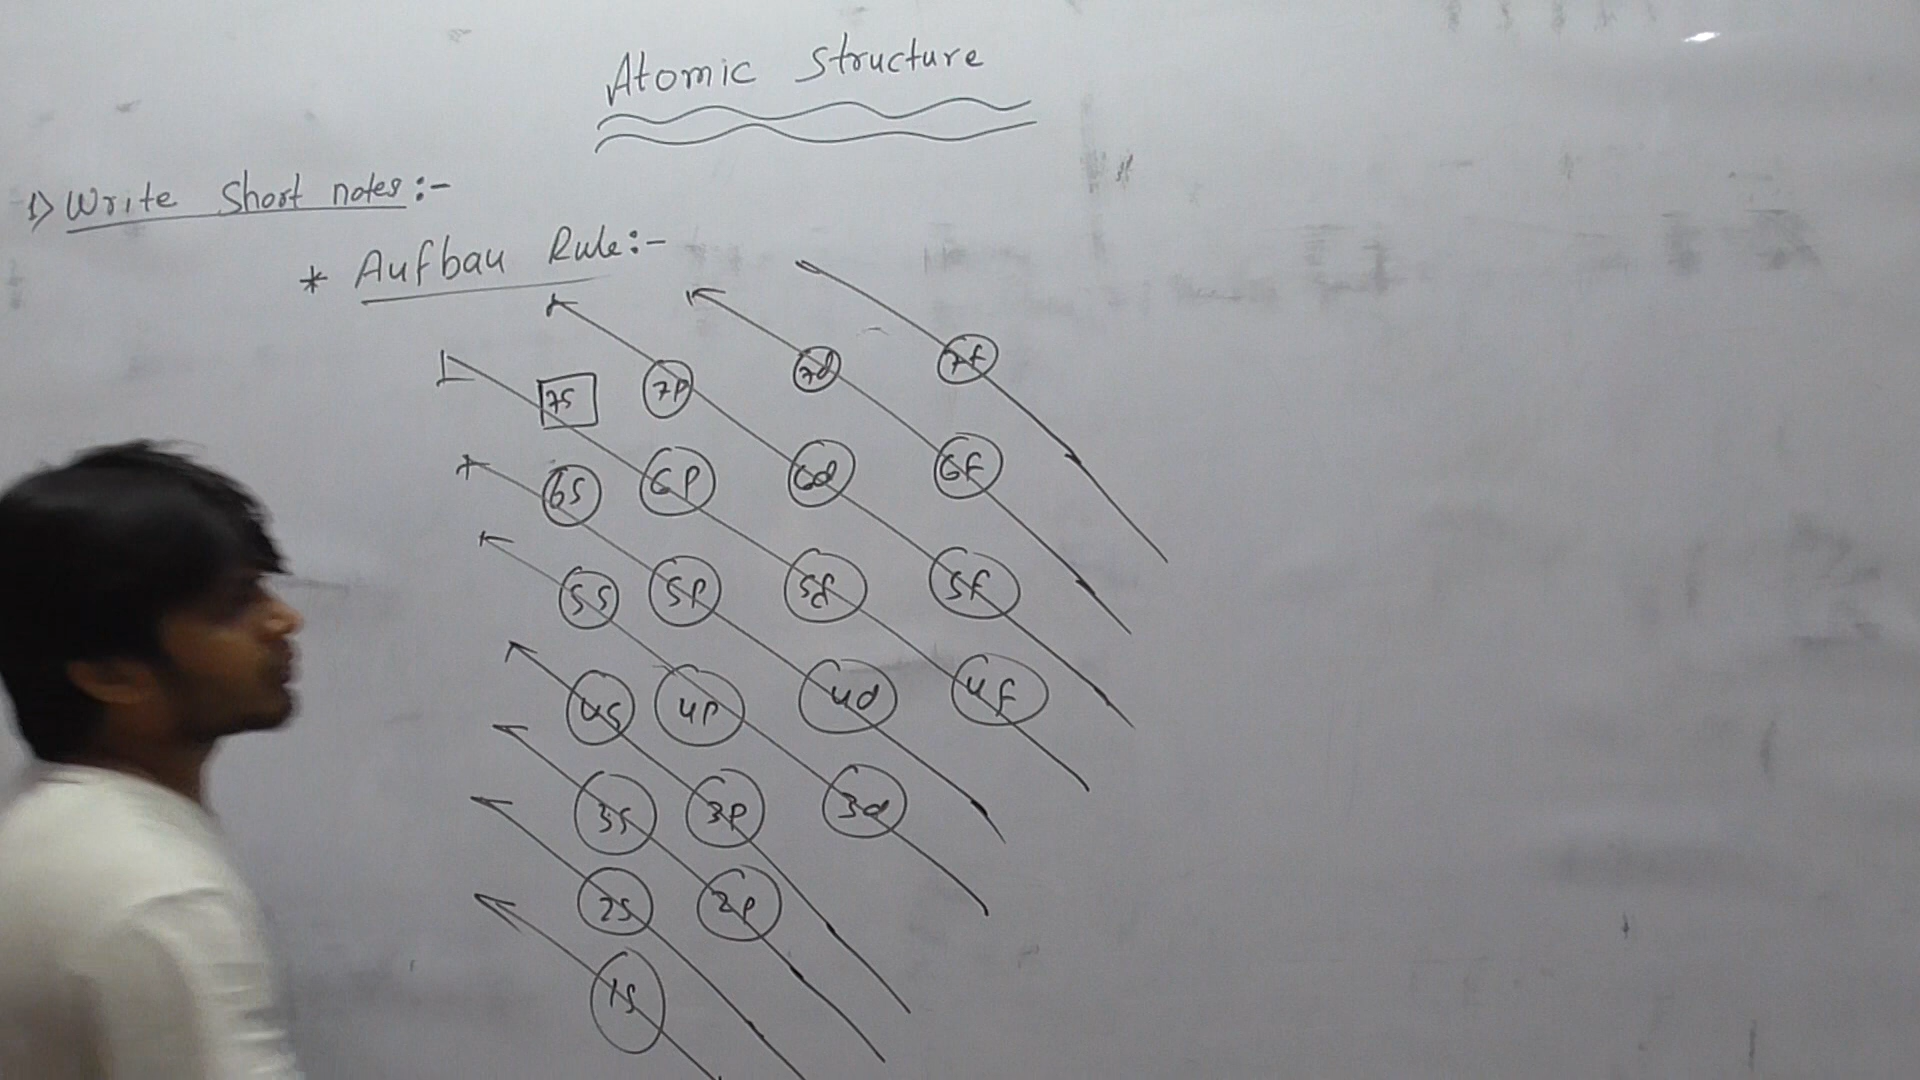 Atomic Structure
1) Write Short notes:-
* Aufbau Rule:-
7s 7p 7d 7f
6s 6p 6d 6f
5s 5p 5d 5f
4s 4p 4d 4f
3s 3p 3d
2s 2p
1s